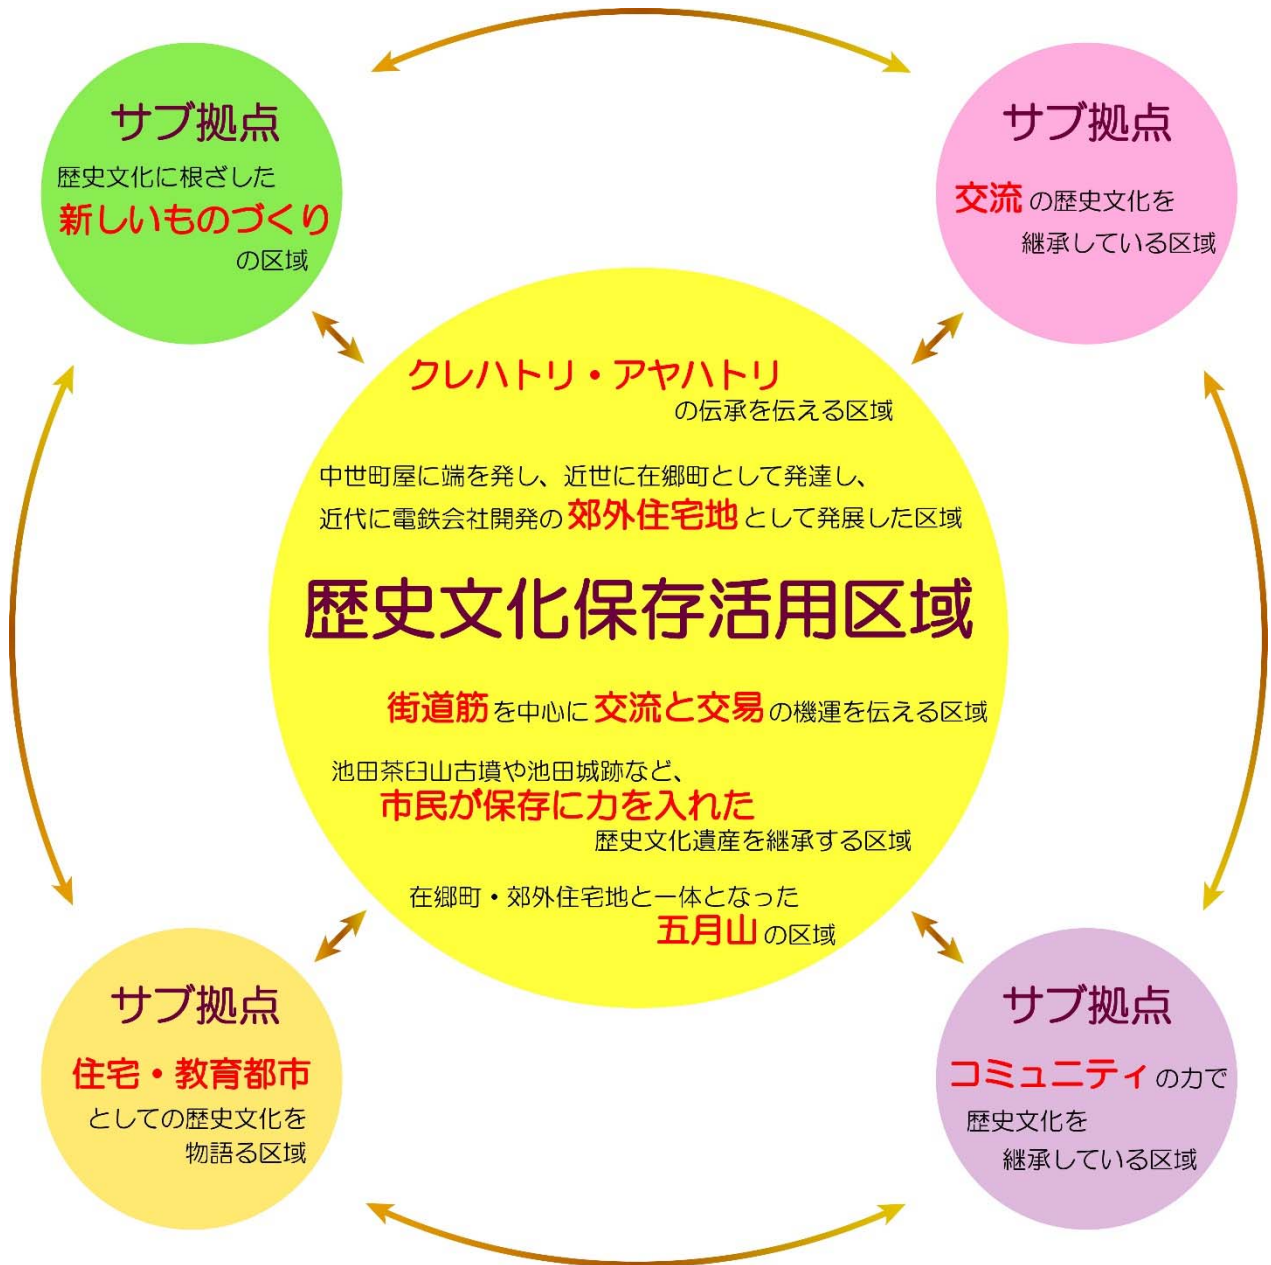 サブ拠点
歴史文化に根ざした
新しいものづくり
の区域
サブ拠点
交流の歴史文化を
継承している区域
クレハトリ・アヤハトリ
の伝承を伝える区域
中世町屋に端を発し、近世に在郷町として発達し、
近代に電鉄会社開発の郊外住宅地として発展した区域
歴史文化保存活用区域
街道筋を中心に交流と交易の機運を伝える区域
池田茶臼山古墳や池田城跡など、
市民が保存に力を入れた
歴史文化遺産を継承する区域
在郷町・郊外住宅地と一体となった
五月山の区域
サブ拠点
住宅・教育都市
としての歴史文化を
物語る区域
サブ拠点
コミュニティの力で
歴史文化を
継承している区域